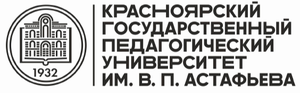 КРАСНОЯРСКИЙ
ГОСУДАРСТВЕННЫЙ
ПЕДАГОГИЧЕСКИЙ
УНИВЕРСИТЕТ
ИМ. В. П. АСТАФЬЕВА
1932